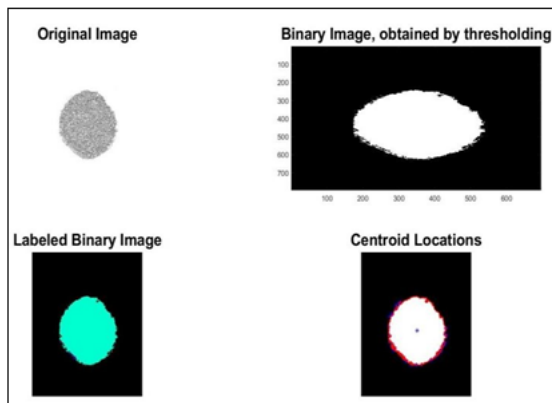 Original Image
Binary Image, obtained by thresholding
100
200
300
400
500
600
700
100 200 300 400 500 600
Labeled Binary Image
Centroid Locations